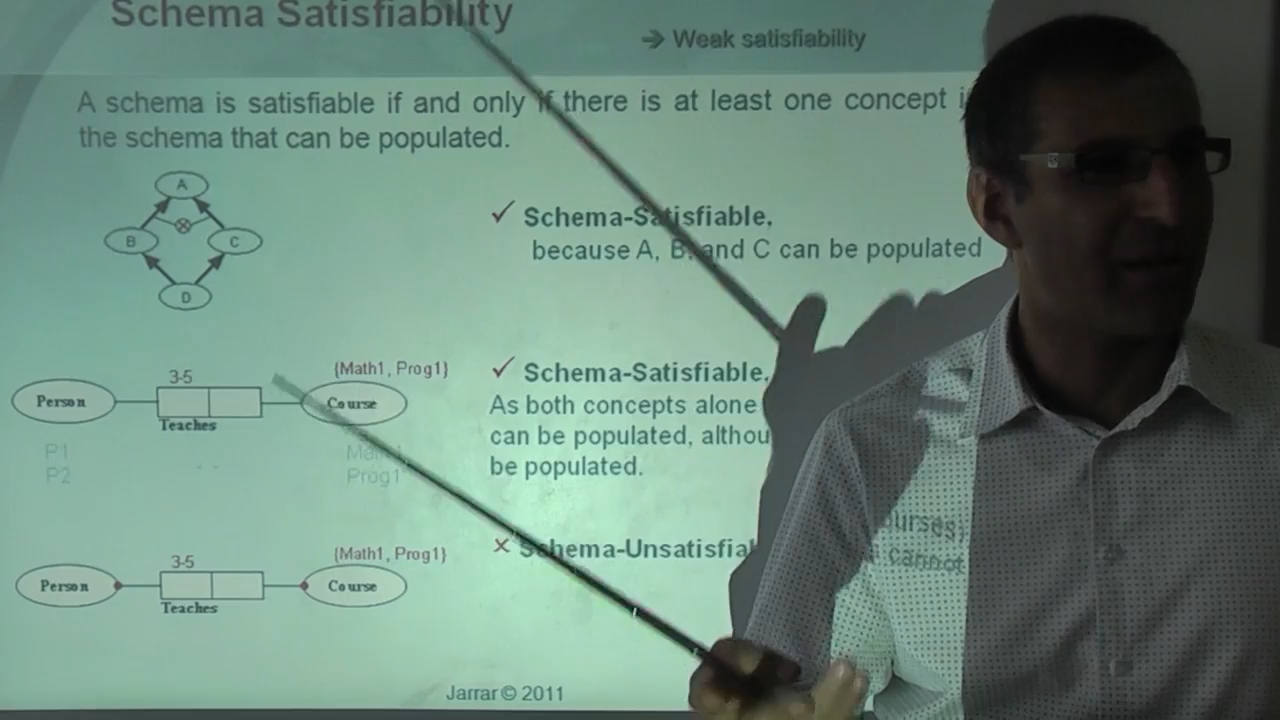 Schema Satisfiability
→ Weak satisfiability
A schema is satisfiable if and only if there is at least one concept
the schema that can be populated.
A
B
C
D
✓ Schema-Satisfiable,
because A, B, and C can be populated
3-5
{Math1, Prog1}
Person
Course
Teaches
P1
P2
Prog1
✓ Schema-Satisfiable.
As both concepts alone
can be populated,
be populated.
cannot
3-5
{Math1, Prog1}
Person
Course
Teaches
✕
Jarrar © 2011